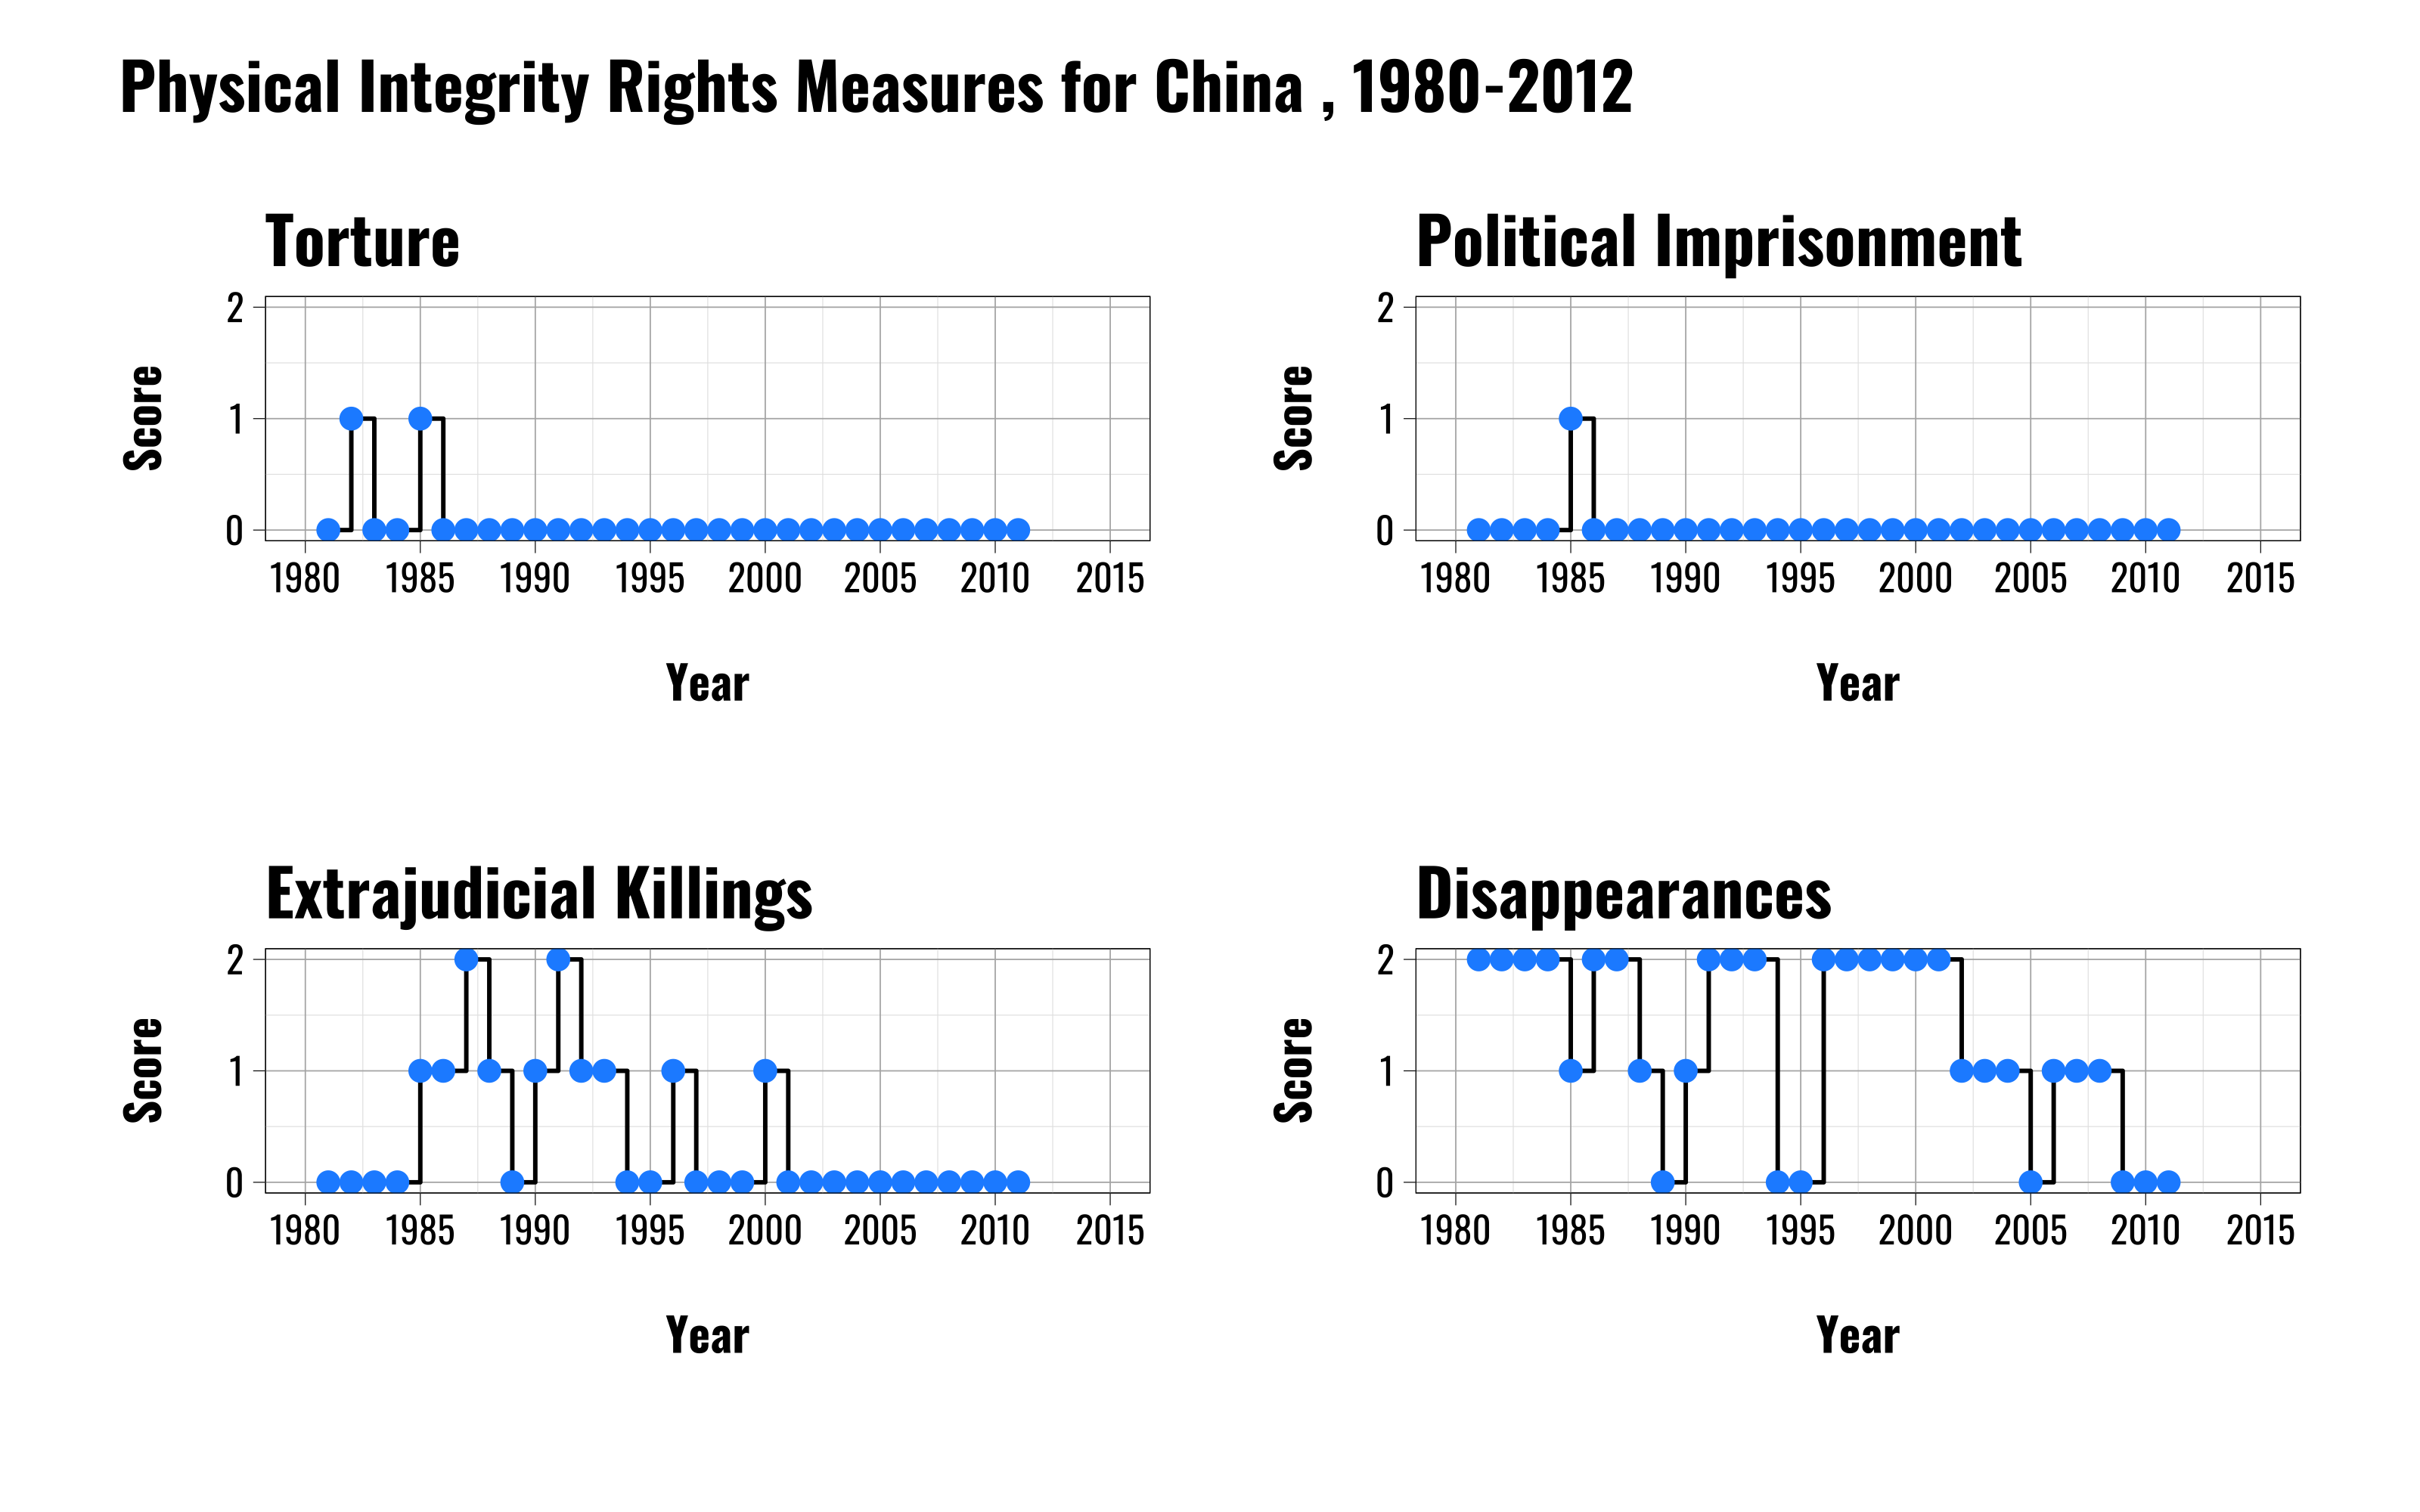 Physical Integrity Rights Measures for China , 1980-2012
Torture
2
1
0
Score
1980 1985 1990 1995 2000 2005 2010 2015
Year
Political Imprisonment
2
1
0
Score
1980 1985 1990 1995 2000 2005 2010 2015
Year
Extrajudicial Killings
2
1
0
Score
1980 1985 1990 1995 2000 2005 2010 2015
Year
Disappearances
2
1
0
Score
1980 1985 1990 1995 2000 2005 2010 2015
Year